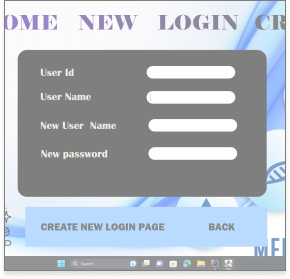 OME NEW LOGIN CR
User Id
User Name
New User Name
New password
CREATE NEW LOGIN PAGE BACK
MEI
Search